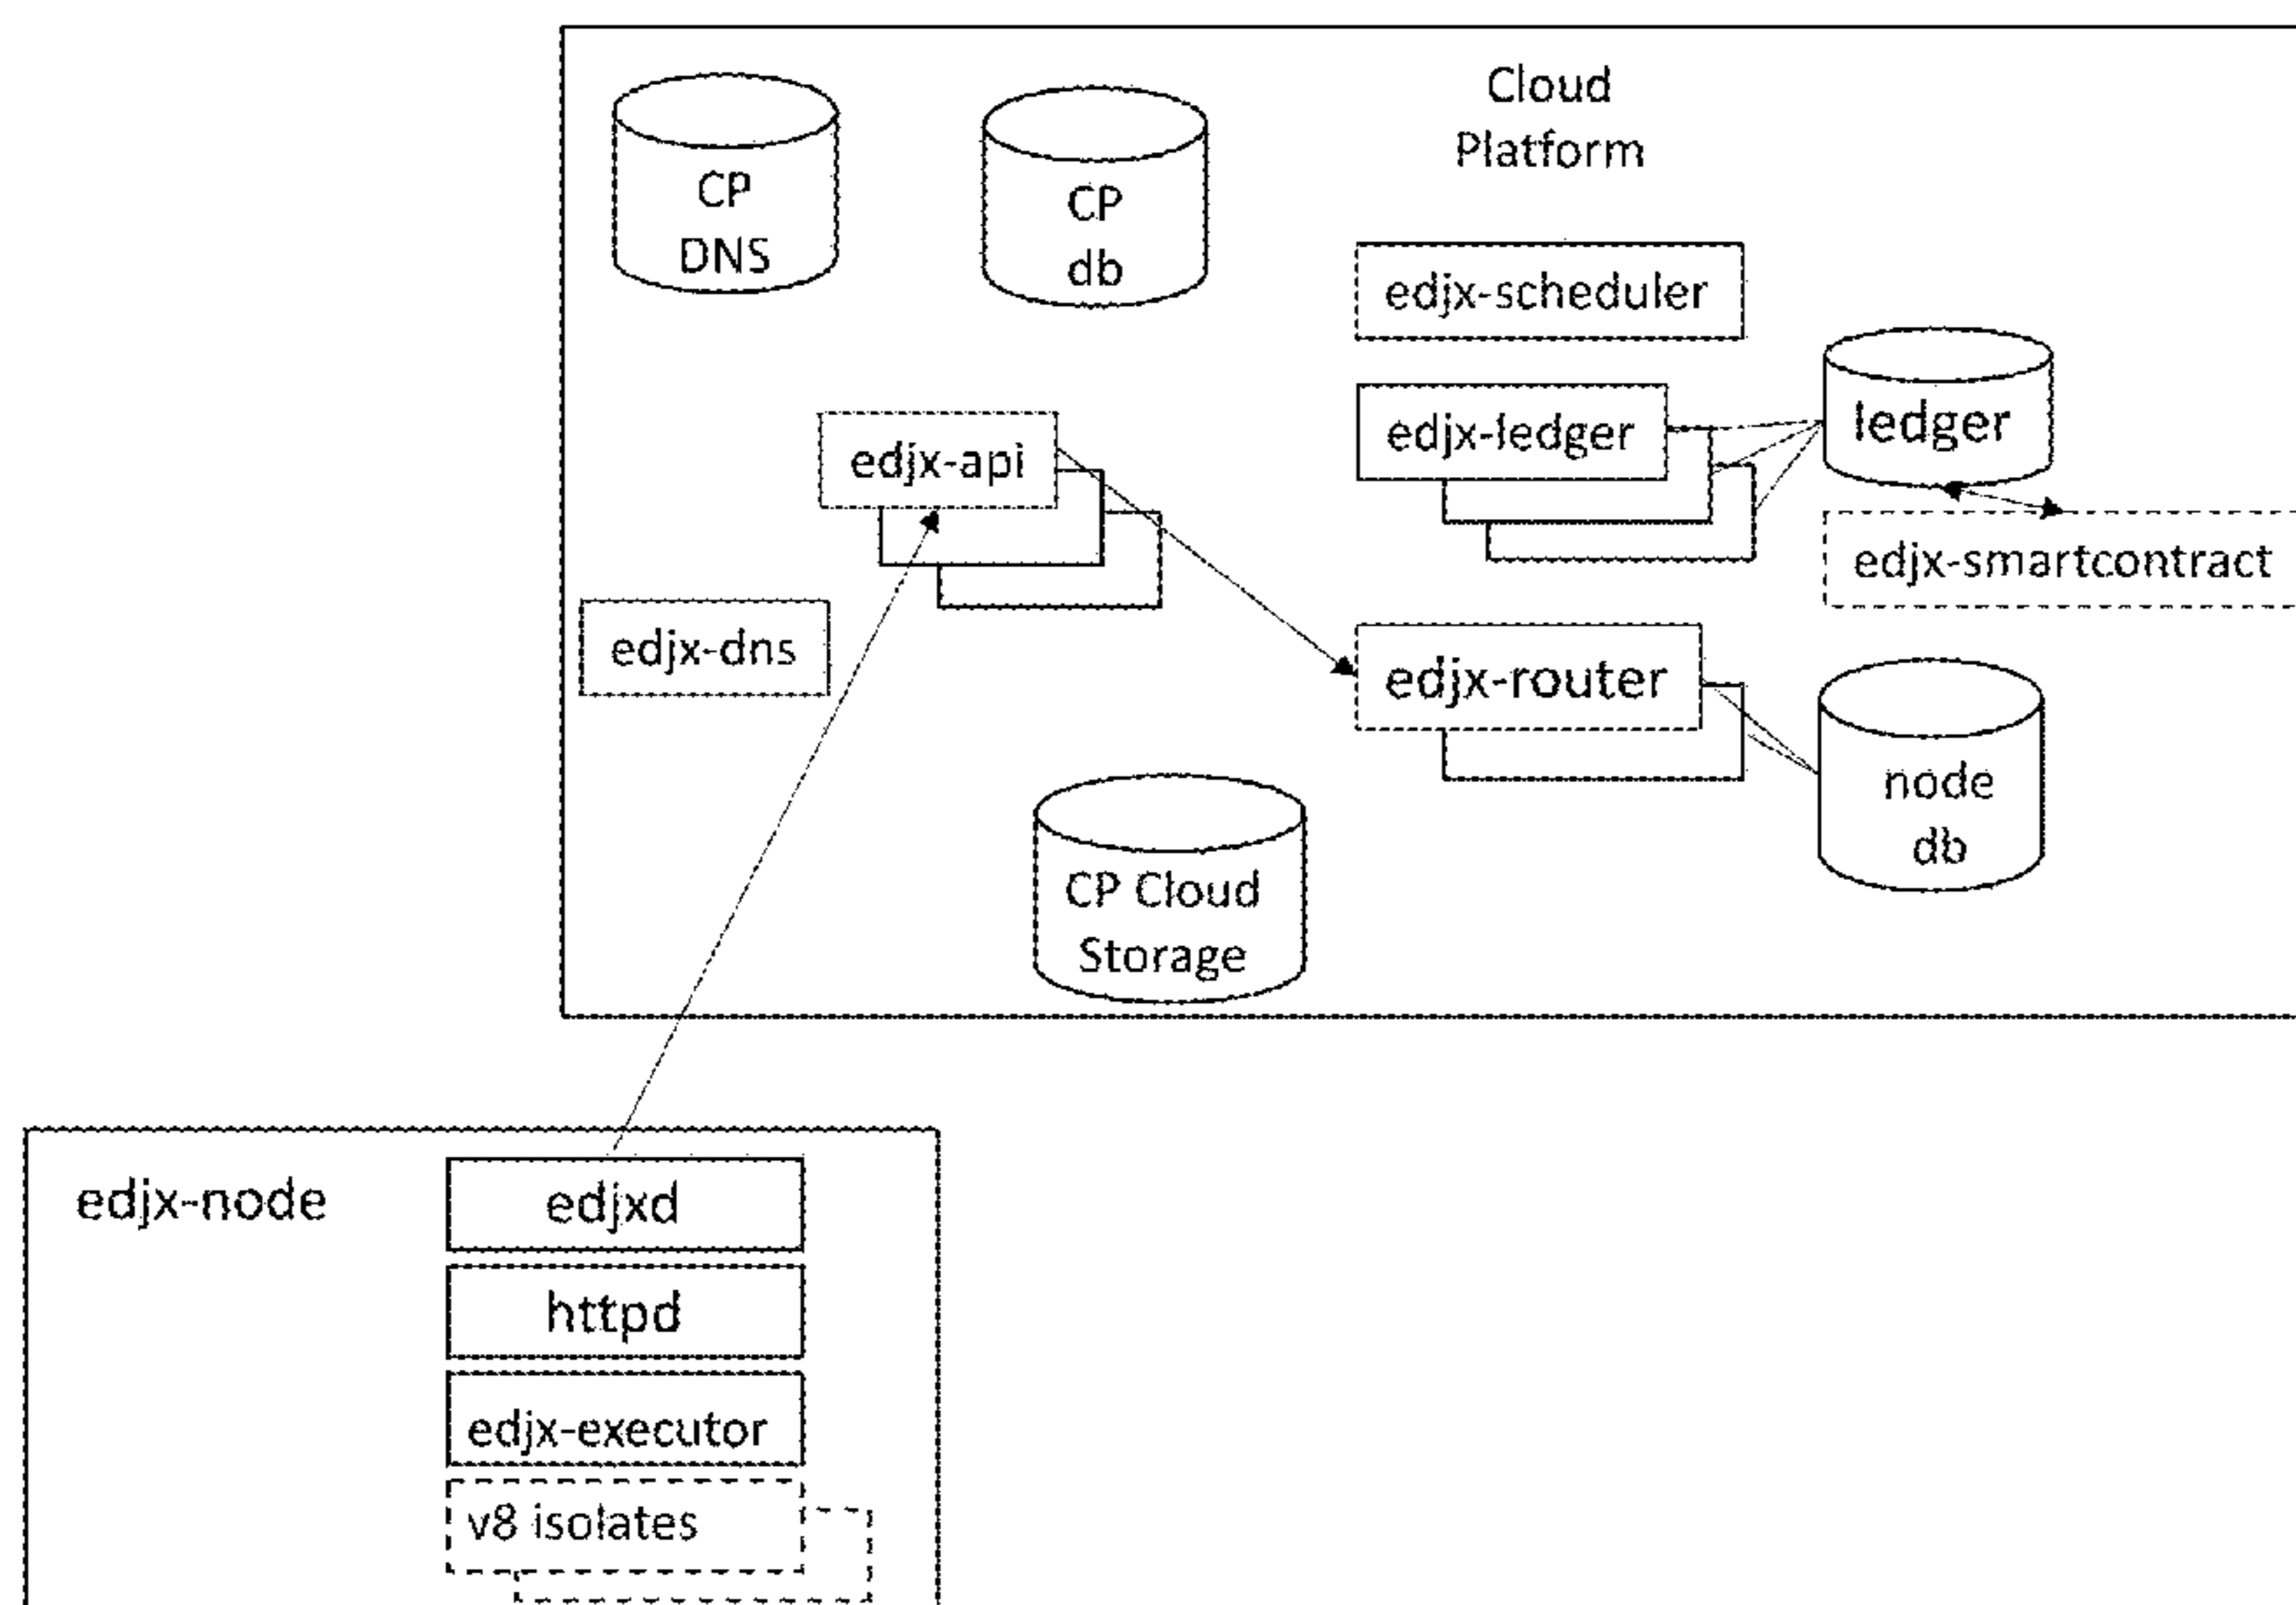 Cloud
Platform
CP
DNS
CP
db
edjx-scheduler
edjx-ledger
ledger
edjx-api
edjx-smartcontract
edjx-dns
edjx-router
node
db
CP Cloud
Storage
edjx-node
edjxd
httpd
edjx-executor
v8 isolates